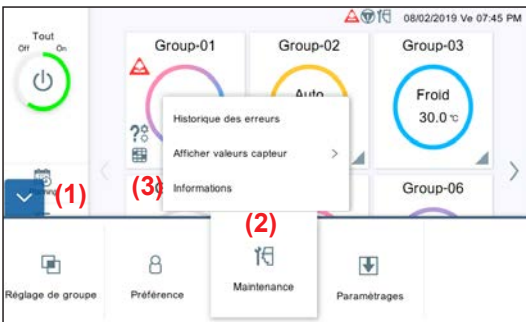 08/02/2019 Ve 07:45 PM
Tout
Off On
Group-01
Group-02
Group-03
Auto
Froid
30.0 °C
Historique des erreurs
Afficher valeurs capteur >
Informations
(1)
(3)
(2)
Group-06
Réglage de groupe
Préférence
Maintenance
Paramètrages